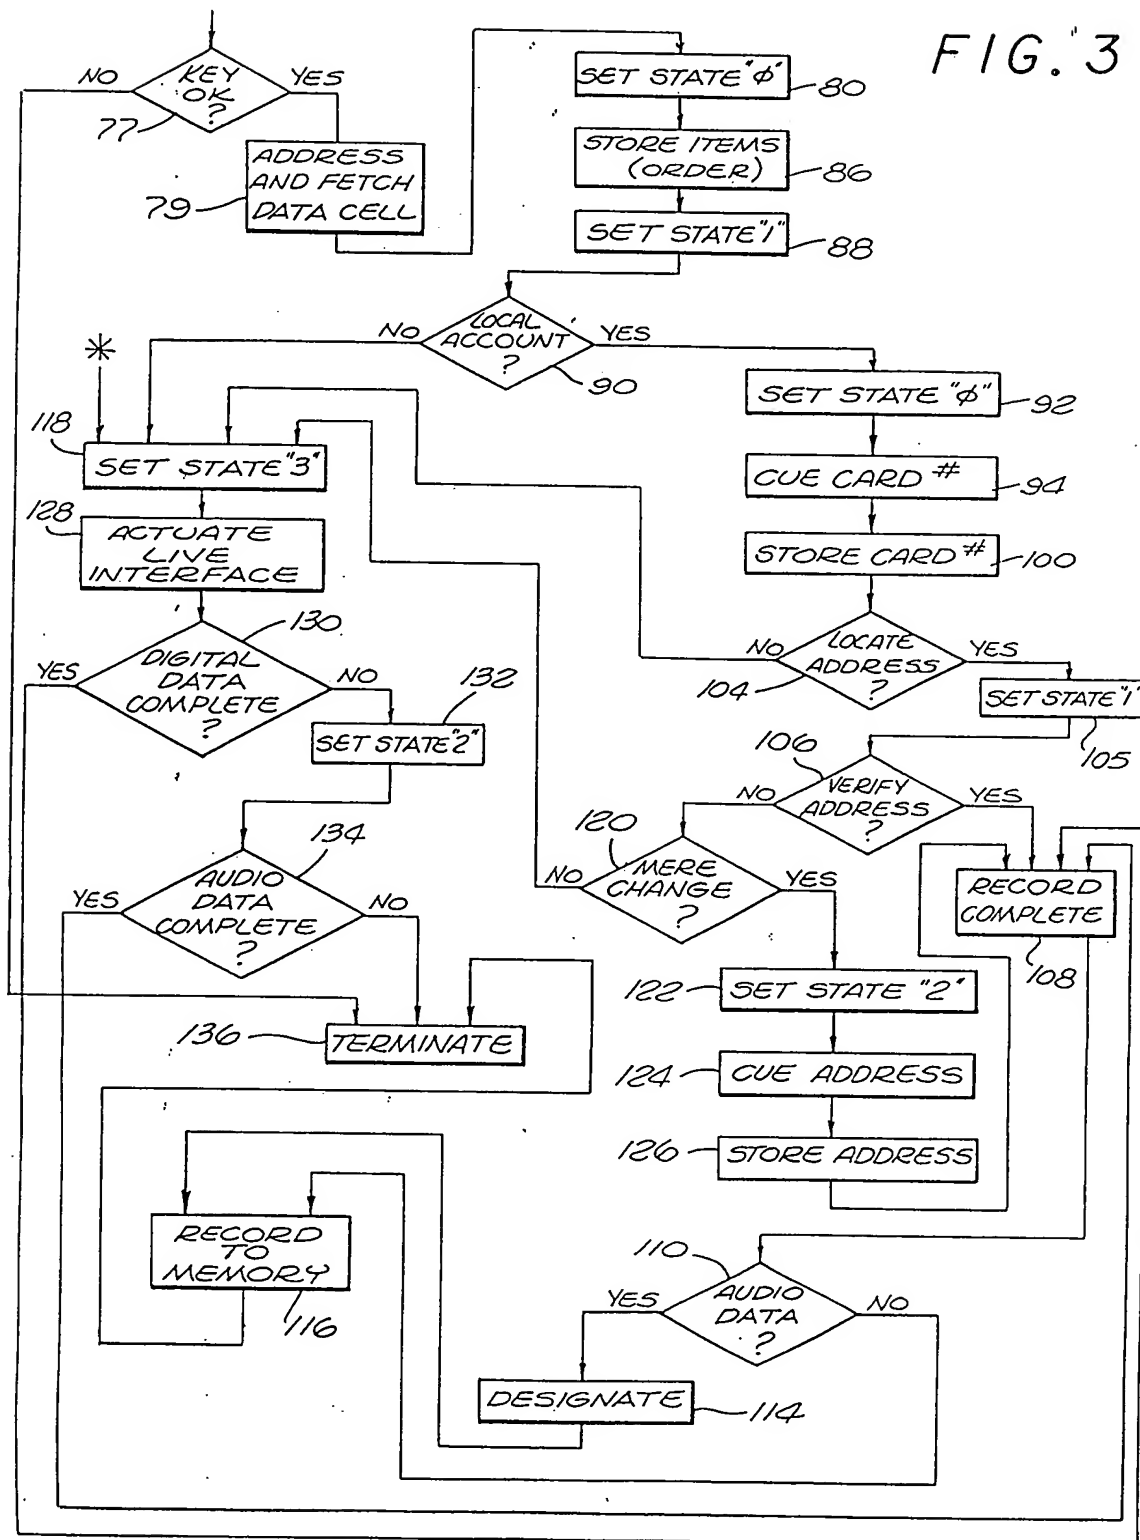 FIG. 3
NO
KEY
OK
?
YES
77
ADDRESS
AND FETCH
DATA CELL
79
SET STATE "ϕ"
80
STORE ITEMS
(ORDER)
86
SET STATE "1"
88
NO
LOCAL
ACCOUNT
?
YES
90
*
SET STATE "ϕ"
92
CUE CARD #
94
STORE CARD #
100
118
SET STATE "3"
128
ACTUATE
LIVE
INTERFACE
NO
LOCATE
ADDRESS
?
YES
104
SET STATE "1"
105
130
YES
DIGITAL
DATA
COMPLETE
?
NO
132
SET STATE "2"
106
NO
VERIFY
ADDRESS
?
YES
120
NO
MERE
CHANGE
?
YES
RECORD
COMPLETE
108
134
YES
AUDIO
DATA
COMPLETE
?
NO
122
SET STATE "2"
136
TERMINATE
124
CUE ADDRESS
126
STORE ADDRESS
RECORD
TO
MEMORY
116
110
YES
AUDIO
DATA
?
NO
DESIGNATE
114